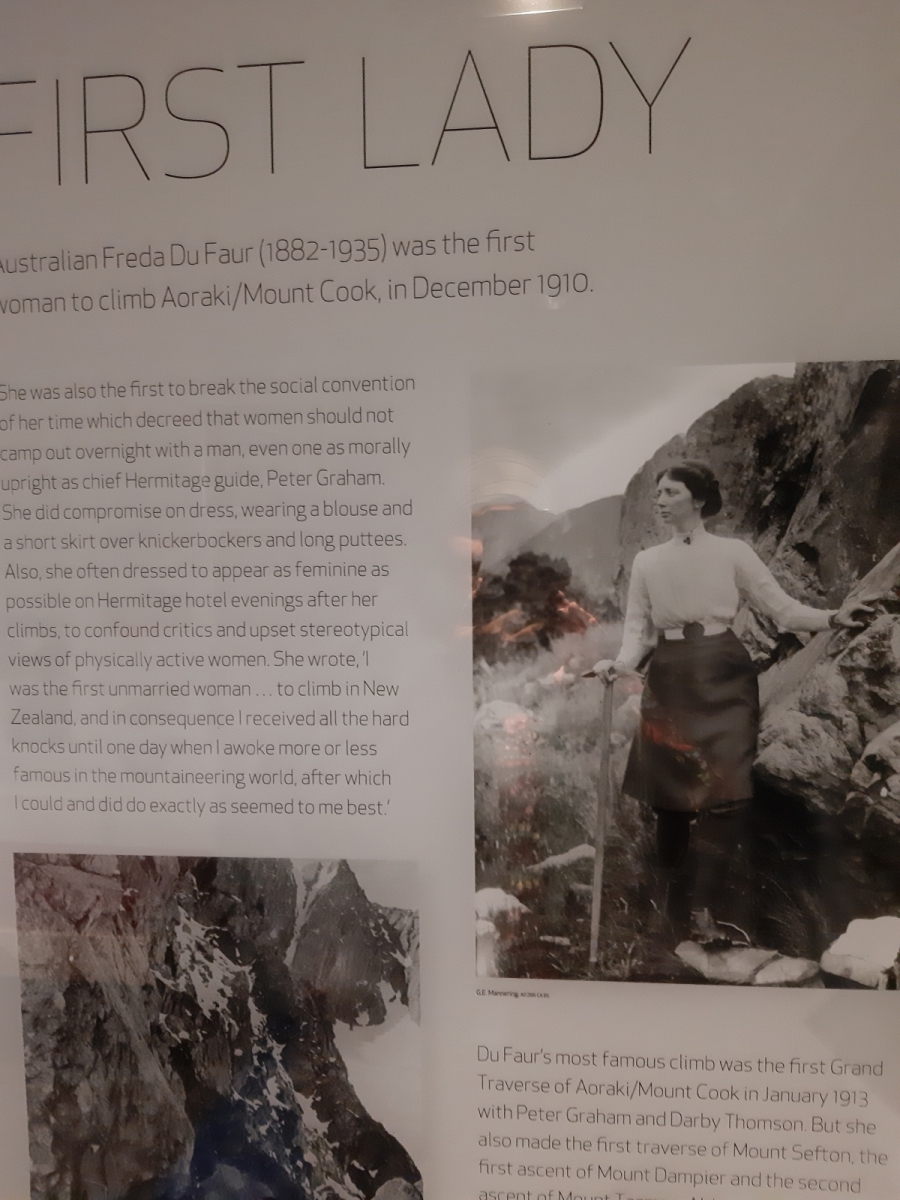 FIRST LADY
Australian Freda Du Faur (1882-1935) was the first
woman to climb Aoraki/Mount Cook, in December 1910.
She was also the first to break the social convention
of her time which decreed that women should not
camp out overnight with a man, even one as morally
upright as chief Hermitage guide, Peter Graham.
She did compromise on dress, wearing a blouse and
a short skirt over knickerbockers and long puttees.
Also, she often dressed to appear as feminine as
possible on Hermitage hotel evenings after her
climbs, to confound critics and upset stereotypical
views of physically active women. She wrote, 'I
was the first unmarried woman ... to climb in New
Zealand, and in consequence I received all the hard
knocks until one day when I awoke more or less
famous in the mountaineering world, after which
I could and did do exactly as seemed to me best.'
G.E. Mannering,
Du Faur's most famous climb was the first Grand
Traverse of Aoraki/Mount Cook in January 1913
with Peter Graham and Darby Thomson. But she
also made the first traverse of Mount Sefton, the
first ascent of Mount Dampier and the second
ascent of Mount